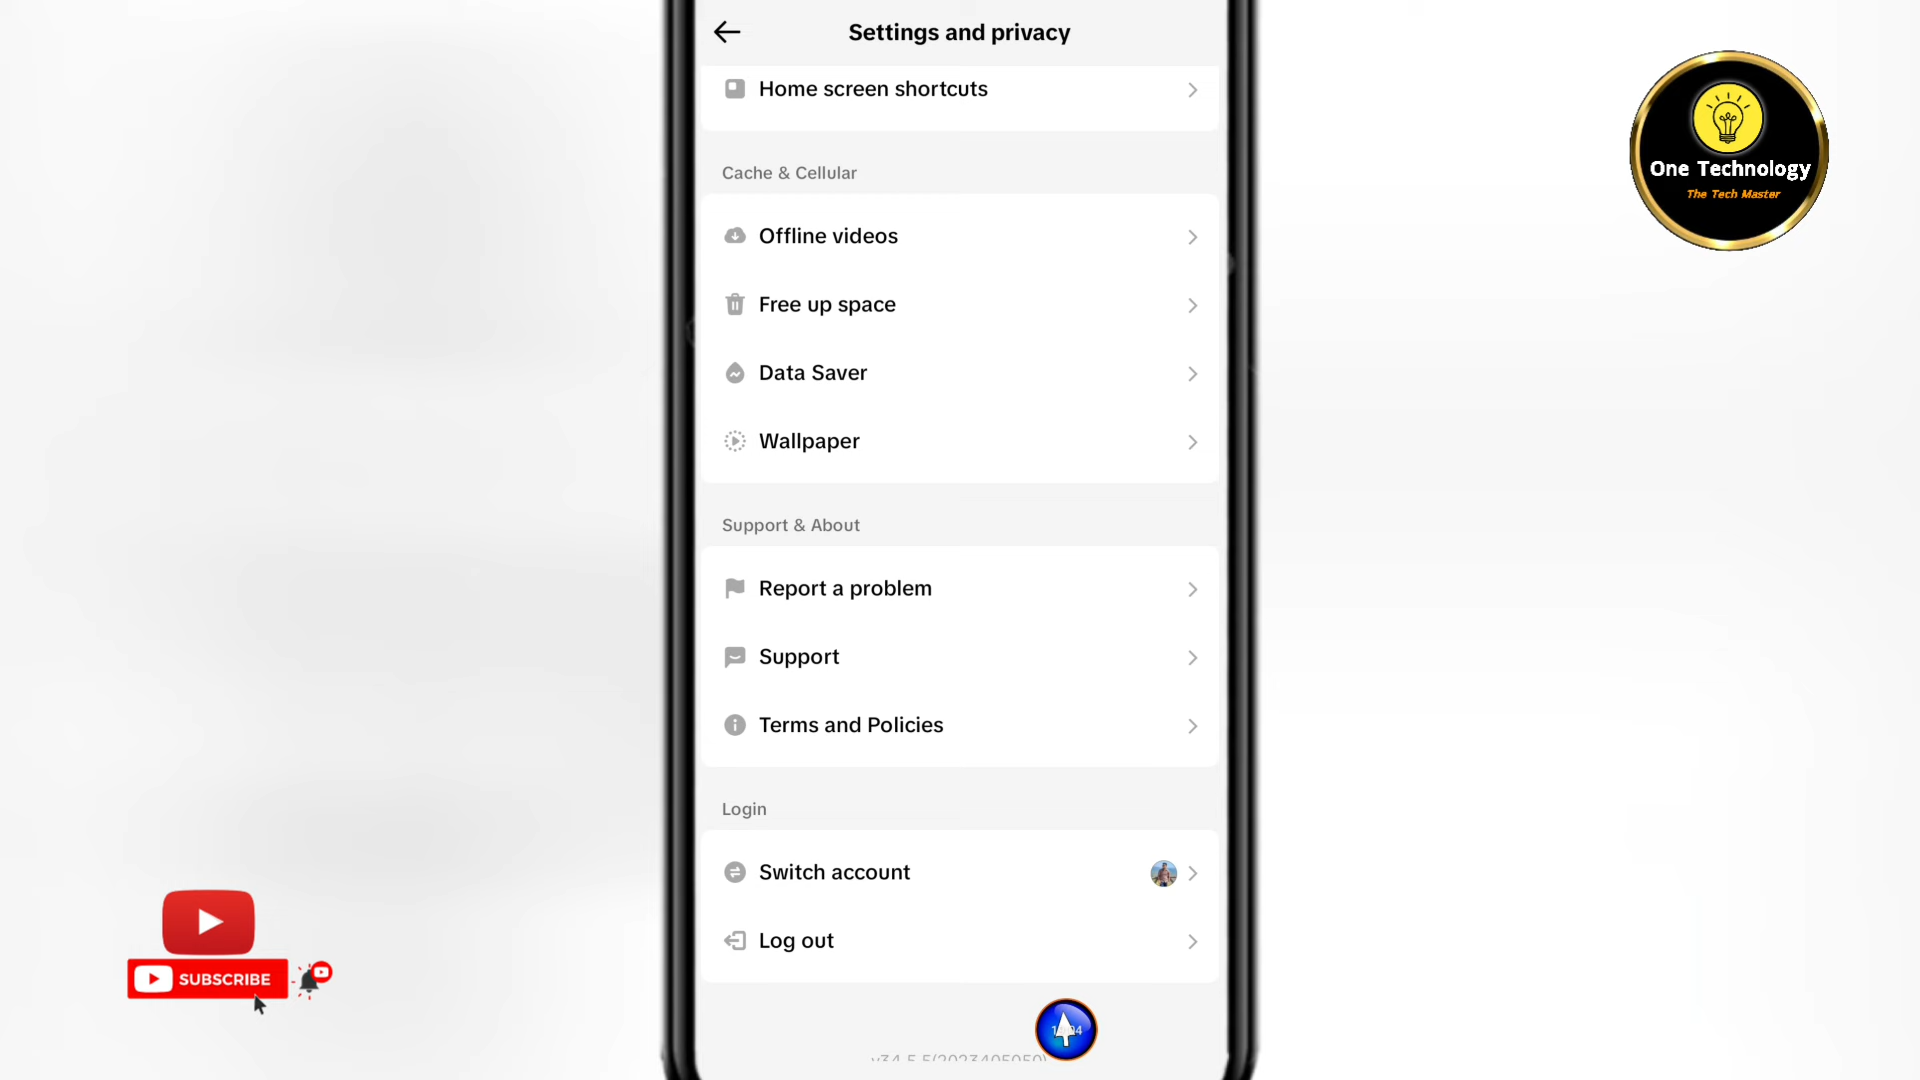 Settings and privacy
Home screen shortcuts
Cache & Cellular
Offline videos
Free up space
Data Saver
Wallpaper
Support & About
Report a problem
Support
Terms and Policies
Login
Switch account
Log out
One Technology
The Tech Master
SUBSCRIBE